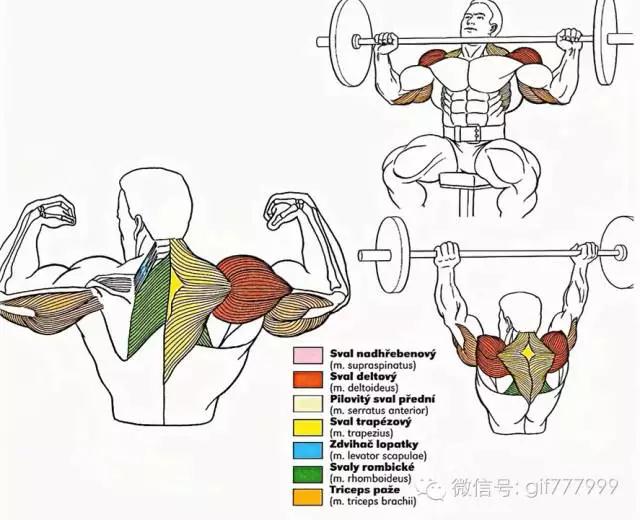 Sval nadhřebenový
(m. supraspinatus)
Sval deltový
(m. deltoideus)
Pilovitý sval přední
(m. serratus anterior)
Sval trapézový
(m. trapezius)
Zdvihač lopatky
(m. levator scapulae)
Svaly rombické
(m. rhomboideus)
Triceps paže
(m. triceps brachii)
微信号: gif777999